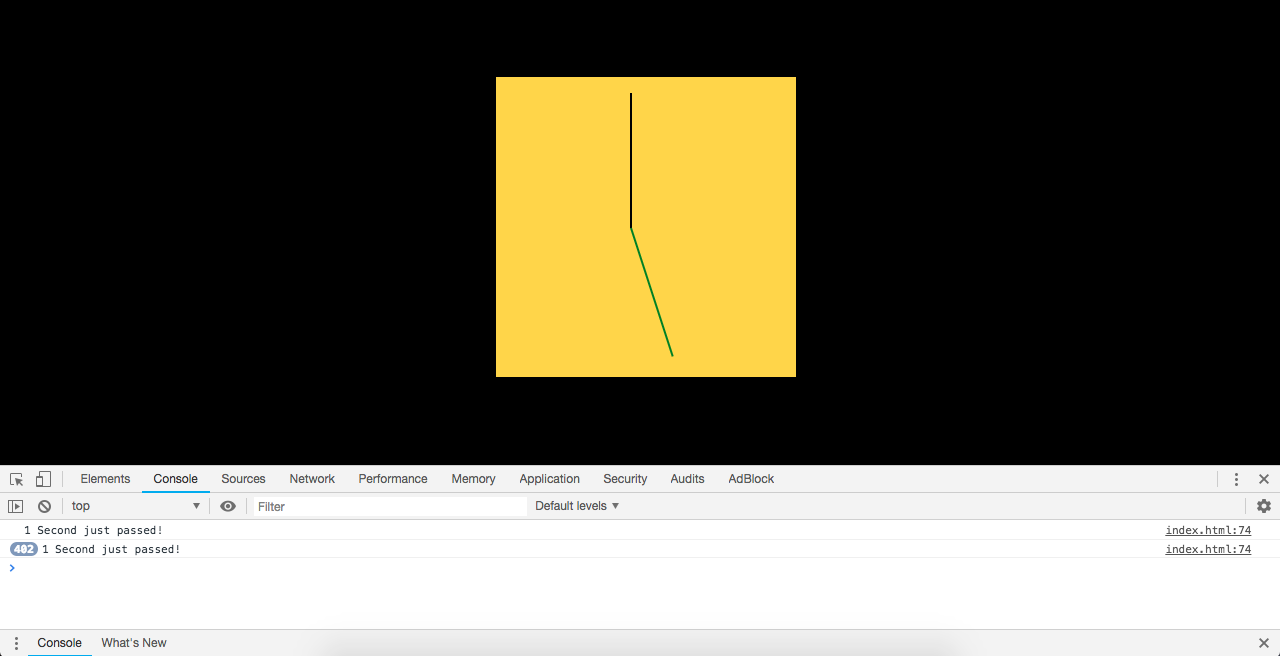 Elements Console Sources Network Performance Memory Application Security Audits AdBlock
top Filter Default levels
1 Second just passed! index.html:74
402 1 Second just passed! index.html:74
Console What's New